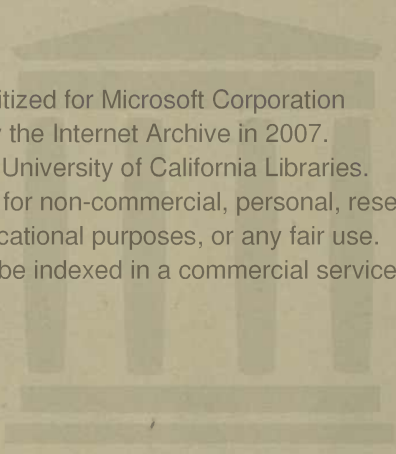 itized for Microsoft Corporation
the Internet Archive in 2007.
University of California Libraries.
for non-commercial, personal, rese
cational purposes, or any fair use.
be indexed in a commercial service